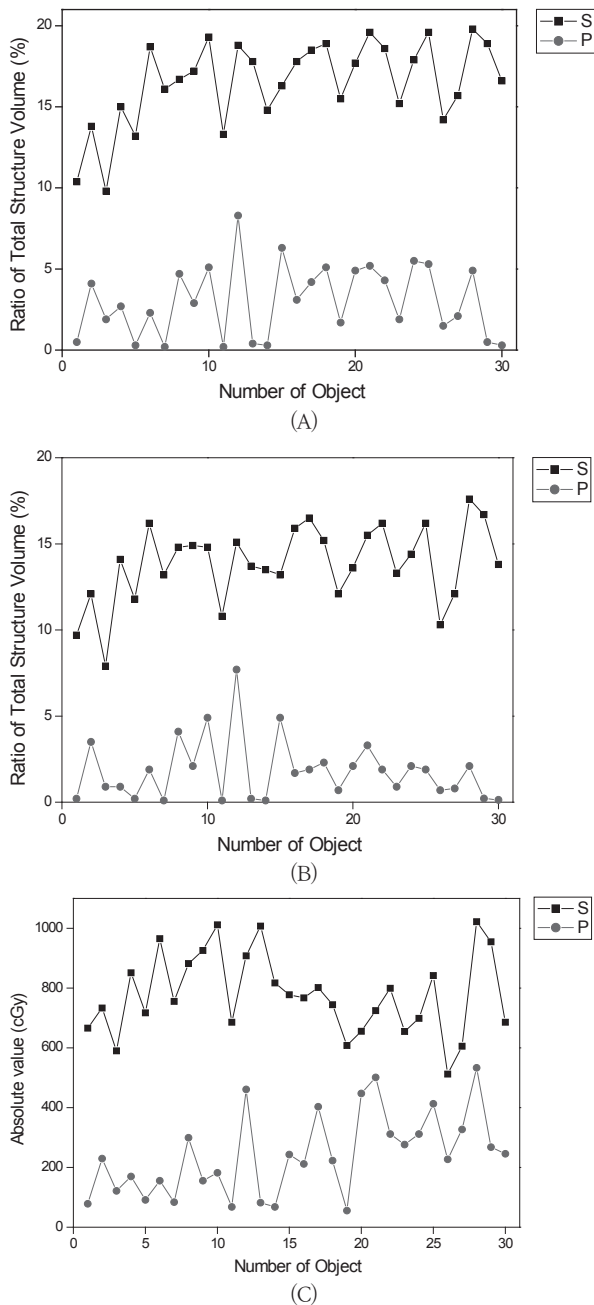 20
15
10
5
0
0
10
20
30
Ratio of Total Structure Volume (%)
Number of Object
S
P
(A)
20
15
10
5
0
0
10
20
30
Ratio of Total Structure Volume (%)
Number of Object
S
P
(B)
1000
800
600
400
200
0
0
5
10
15
20
25
30
Absolute value (cGy)
Number of Object
S
P
(C)